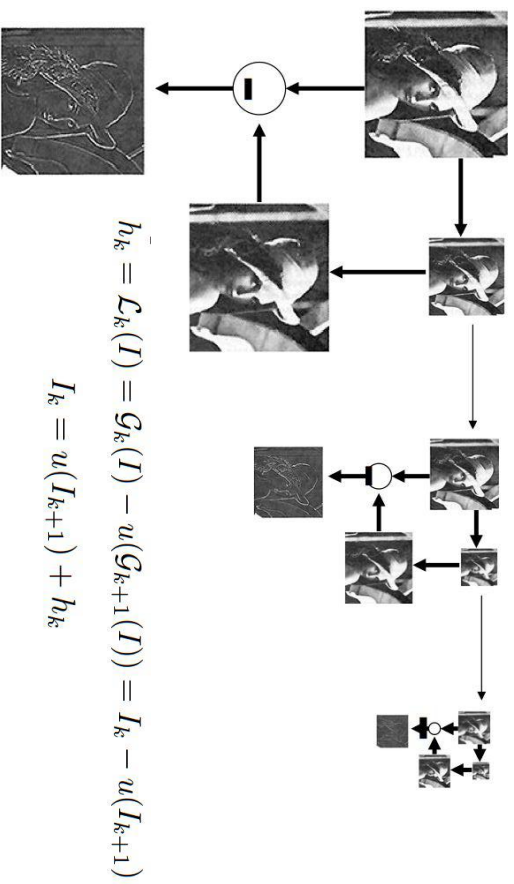 h_k = \mathcal{L}_k(I) = \mathcal{G}_k(I) - u(\mathcal{G}_{k+1}(I)) = I_k - u(I_{k+1})
I_k = u(I_{k+1}) + h_k